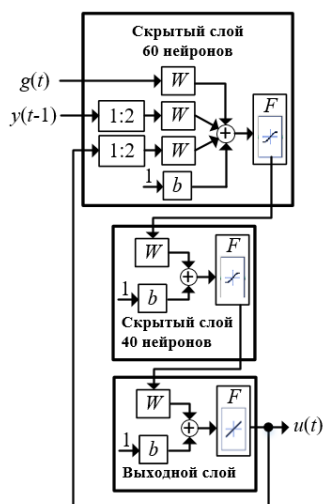 Скрытый слой
60 нейронов
g(t)
W
F
y(t-1)
1:2
W
1:2
W
+
1
b
W
F
+
1
b
Скрытый слой
40 нейронов
W
F
+
u(t)
1
b
Выходной слой